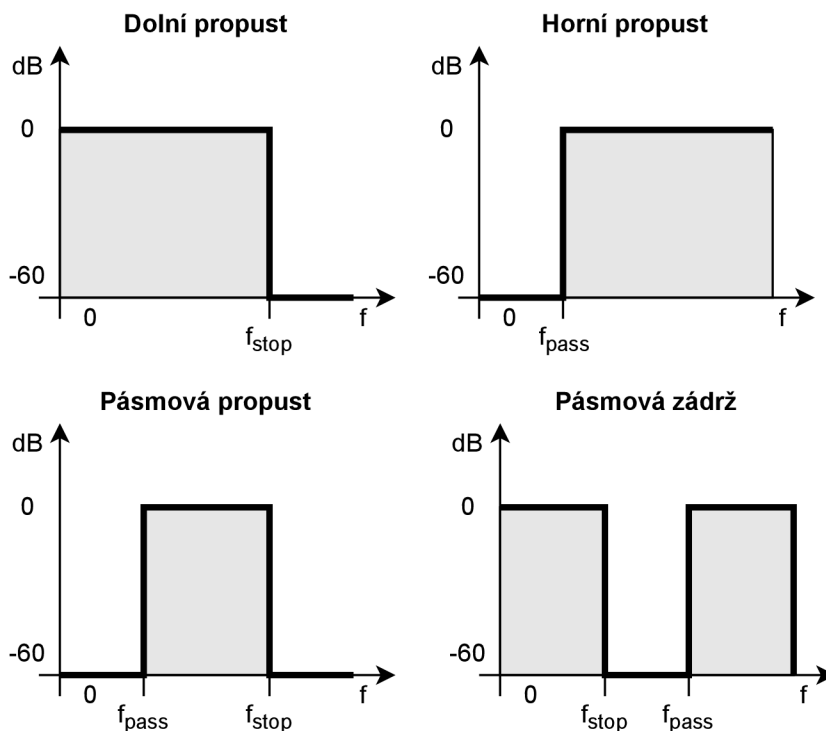 Dolní propust
dB
0
-60
0
f
fstop
Horní propust
dB
0
-60
0
f
fpass
Pásmová propust
dB
0
-60
0
f
fpass
fstop
Pásmová zádrž
dB
0
-60
0
f
fstop
fpass